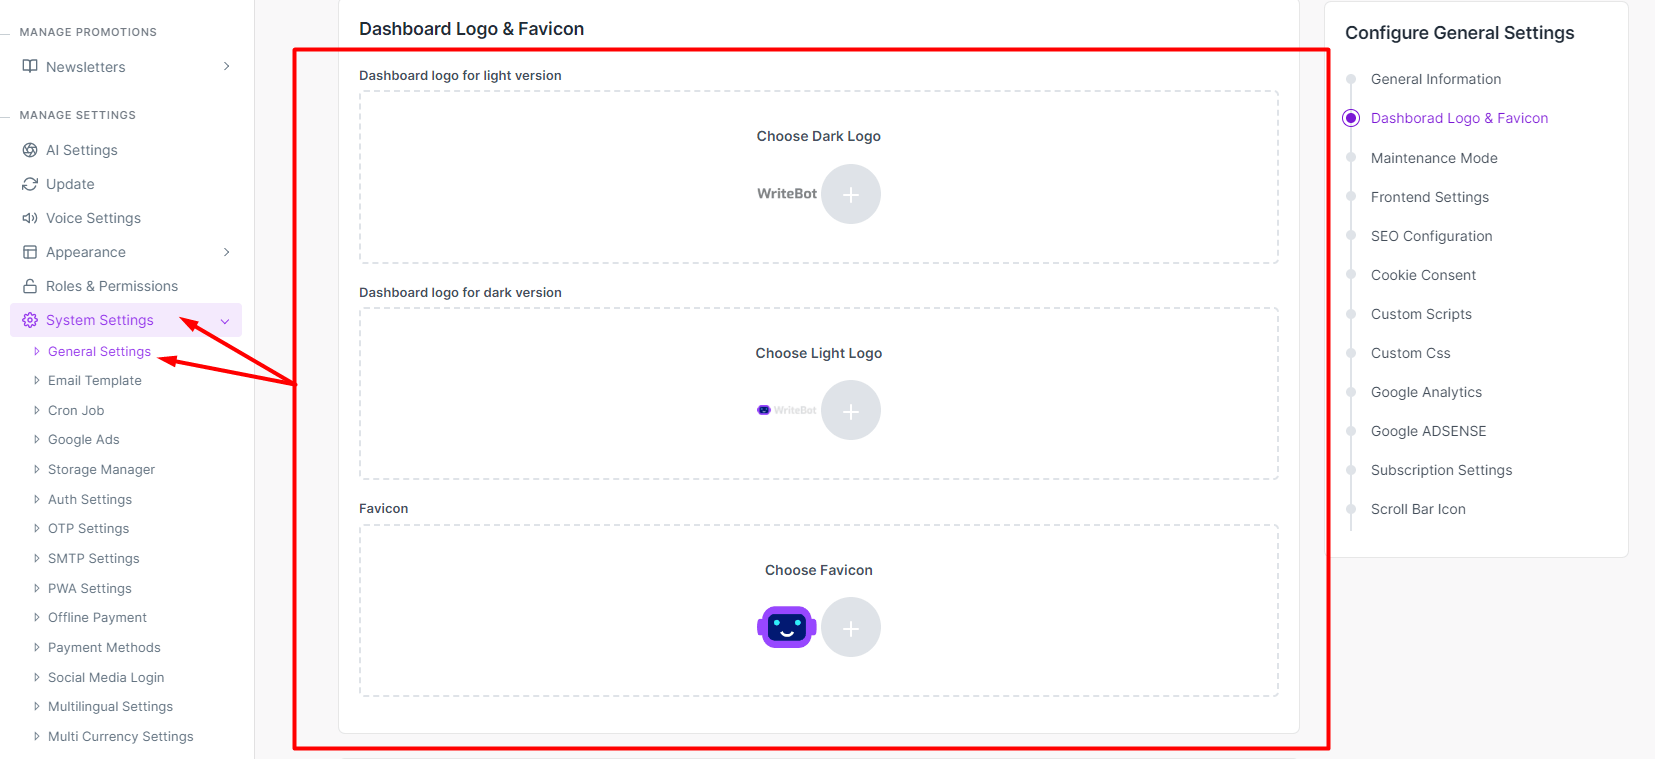 MANAGE PROMOTIONS
Newsletters
MANAGE SETTINGS
AI Settings
Update
Voice Settings
Appearance
Roles & Permissions
System Settings
General Settings
Email Template
Cron Job
Google Ads
Storage Manager
Auth Settings
OTP Settings
SMTP Settings
PWA Settings
Offline Payment
Payment Methods
Social Media Login
Multilingual Settings
Multi Currency Settings
Dashboard Logo & Favicon
Dashboard logo for light version
Choose Dark Logo
WriteBot
Dashboard logo for dark version
Choose Light Logo
WriteBot
Favicon
Choose Favicon
Configure General Settings
General Information
Dashborad Logo & Favicon
Maintenance Mode
Frontend Settings
SEO Configuration
Cookie Consent
Custom Scripts
Custom Css
Google Analytics
Google ADSENSE
Subscription Settings
Scroll Bar Icon